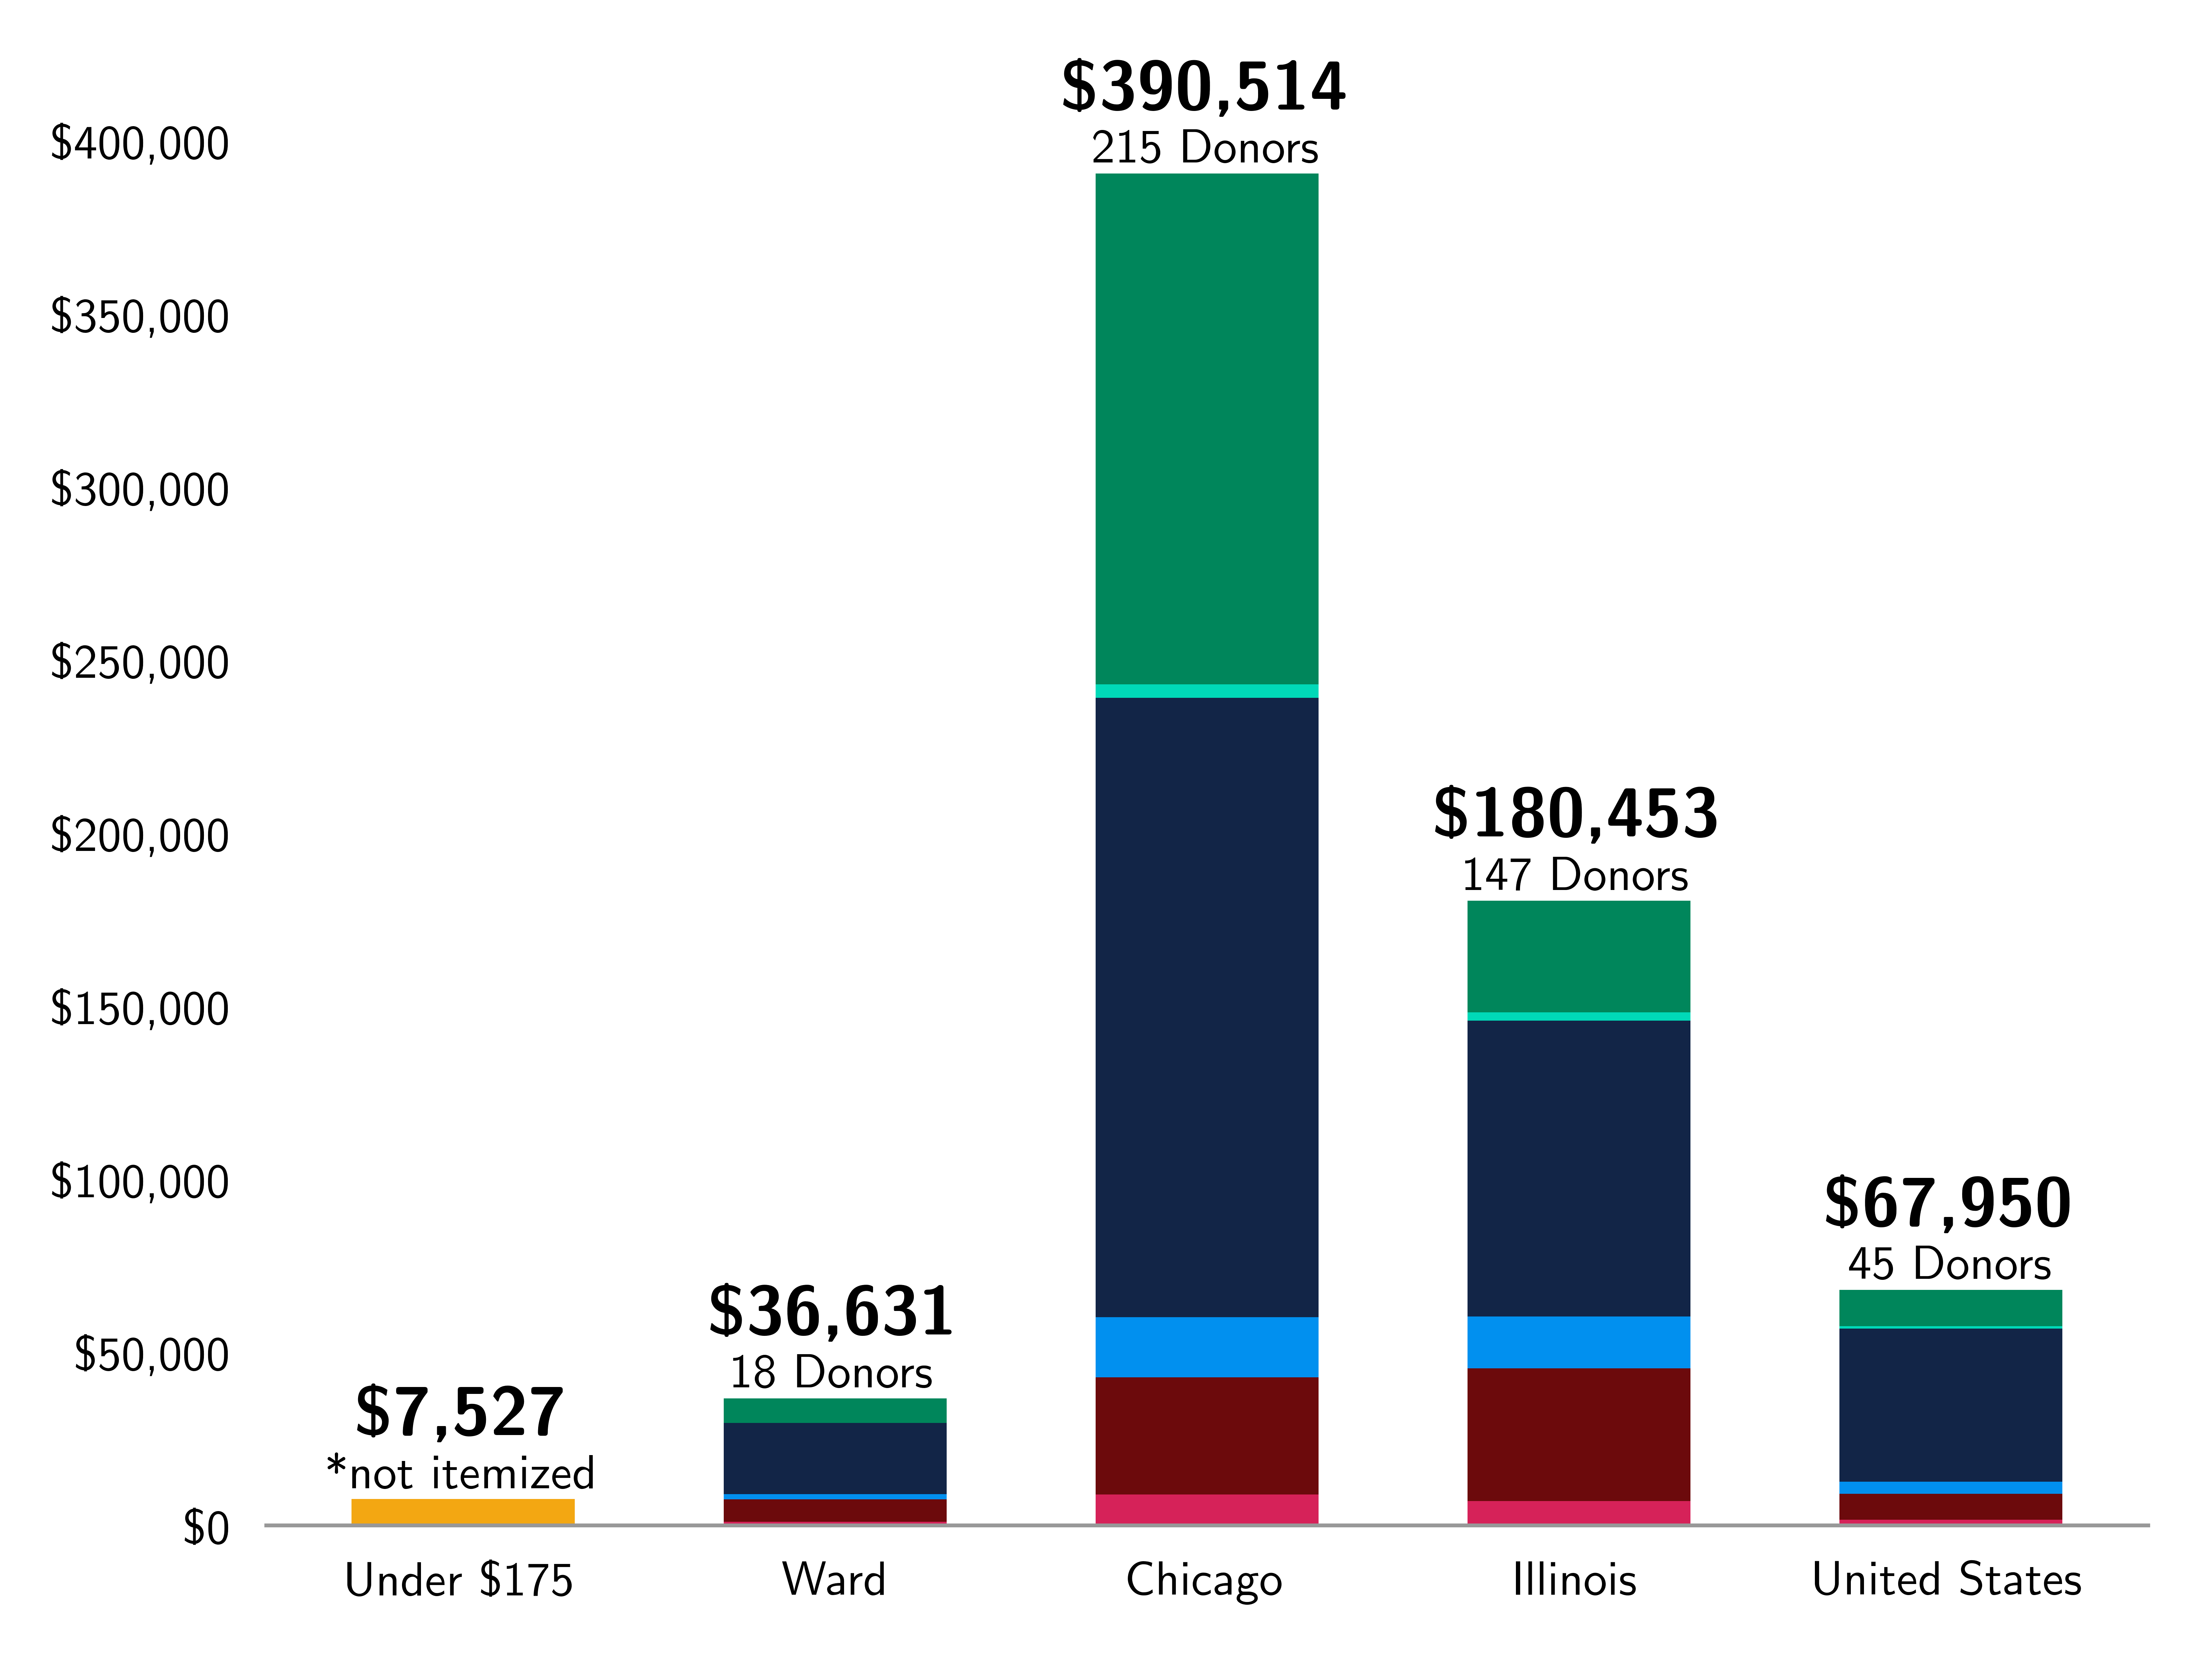 $390,514
215 Donors
$400,000
$350,000
$300,000
$250,000
$200,000
$180,453
147 Donors
$150,000
$100,000
$67,950
45 Donors
$36,631
18 Donors
$50,000
$7,527
*not itemized
$0
Under $175
Ward
Chicago
Illinois
United States